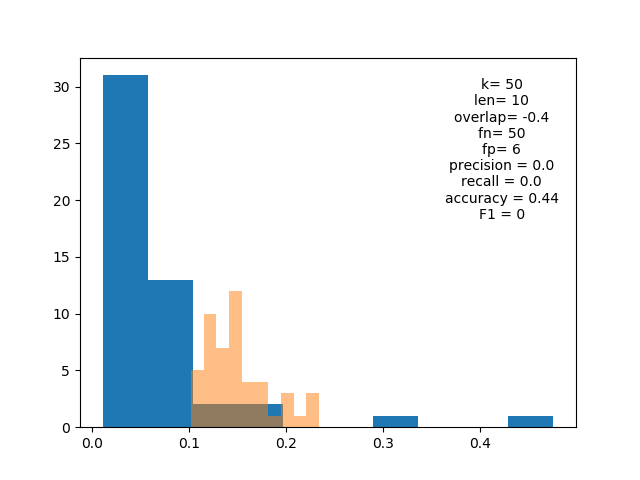 k= 50
len= 10
overlap= -0.4
fn= 50
fp= 6
precision = 0.0
recall = 0.0
accuracy = 0.44
F1 = 0
30
25
20
15
10
5
0
0.0 0.1 0.2 0.3 0.4